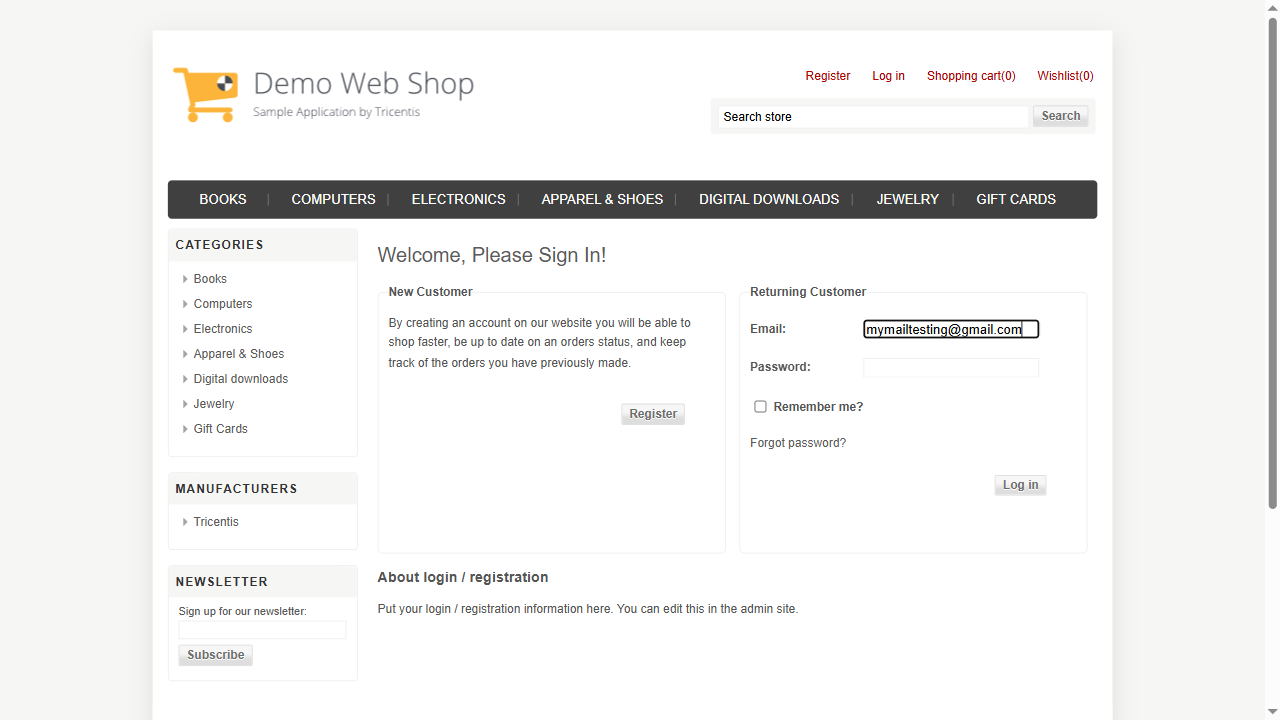 Demo Web Shop
Sample Application by Tricentis
Register
Log in
Shopping cart(0)
Wishlist(0)
Search store
Search
BOOKS
COMPUTERS
ELECTRONICS
APPAREL & SHOES
DIGITAL DOWNLOADS
JEWELRY
GIFT CARDS
CATEGORIES
Books
Computers
Electronics
Apparel & Shoes
Digital downloads
Jewelry
Gift Cards
MANUFACTURERS
Tricentis
NEWSLETTER
Sign up for our newsletter:
Subscribe
Welcome, Please Sign In!
New Customer
By creating an account on our website you will be able to
shop faster, be up to date on an orders status, and keep
track of the orders you have previously made.
Register
Returning Customer
Email:
mymailtesting@gmail.com
Password:
Remember me?
Forgot password?
Log in
About login / registration
Put your login / registration information here. You can edit this in the admin site.